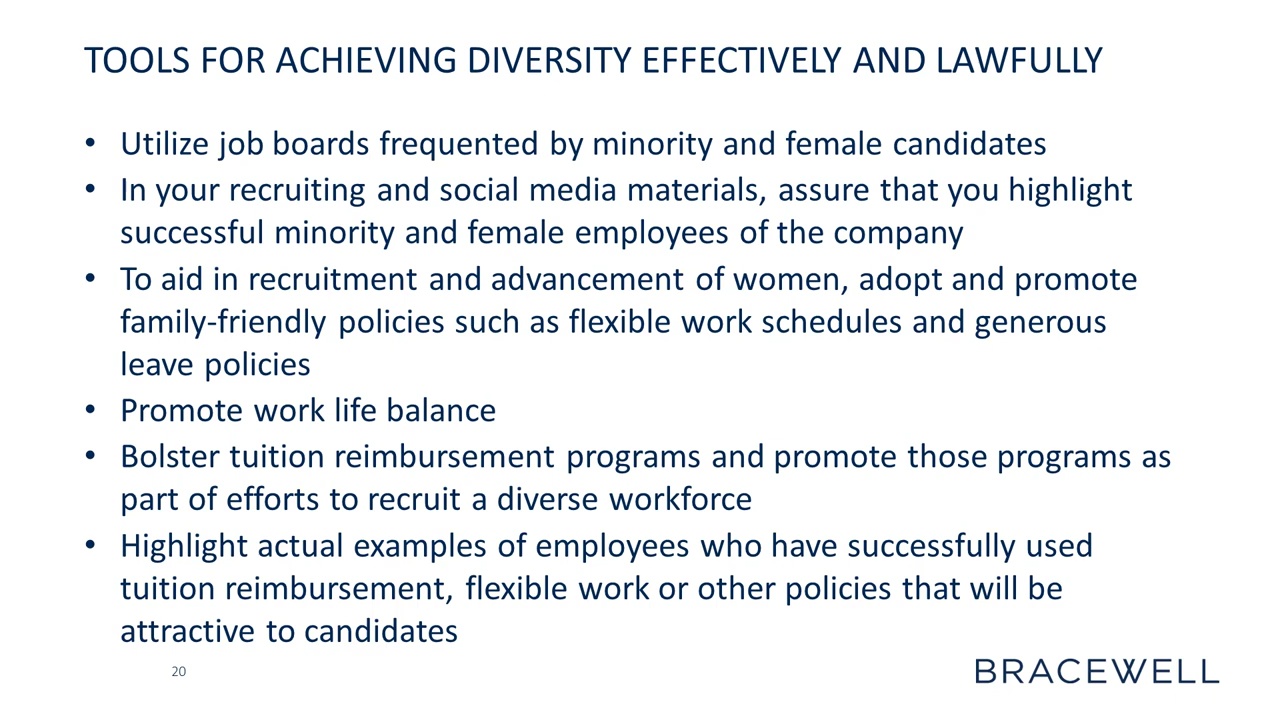 TOOLS FOR ACHIEVING DIVERSITY EFFECTIVELY AND LAWFULLY
• Utilize job boards frequented by minority and female candidates
• In your recruiting and social media materials, assure that you highlight
successful minority and female employees of the company
• To aid in recruitment and advancement of women, adopt and promote
family-friendly policies such as flexible work schedules and generous
leave policies
• Promote work life balance
• Bolster tuition reimbursement programs and promote those programs as
part of efforts to recruit a diverse workforce
• Highlight actual examples of employees who have successfully used
tuition reimbursement, flexible work or other policies that will be
attractive to candidates
20
BRACEWELL